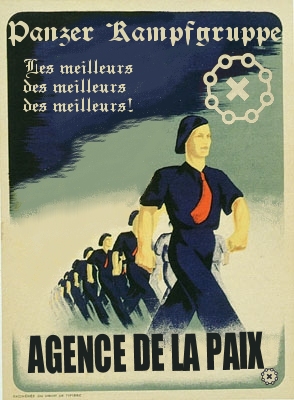 Panzer Kampfgruppe
Les meilleurs
des meilleurs
des meilleurs!
AGENCE DE LA PAIX